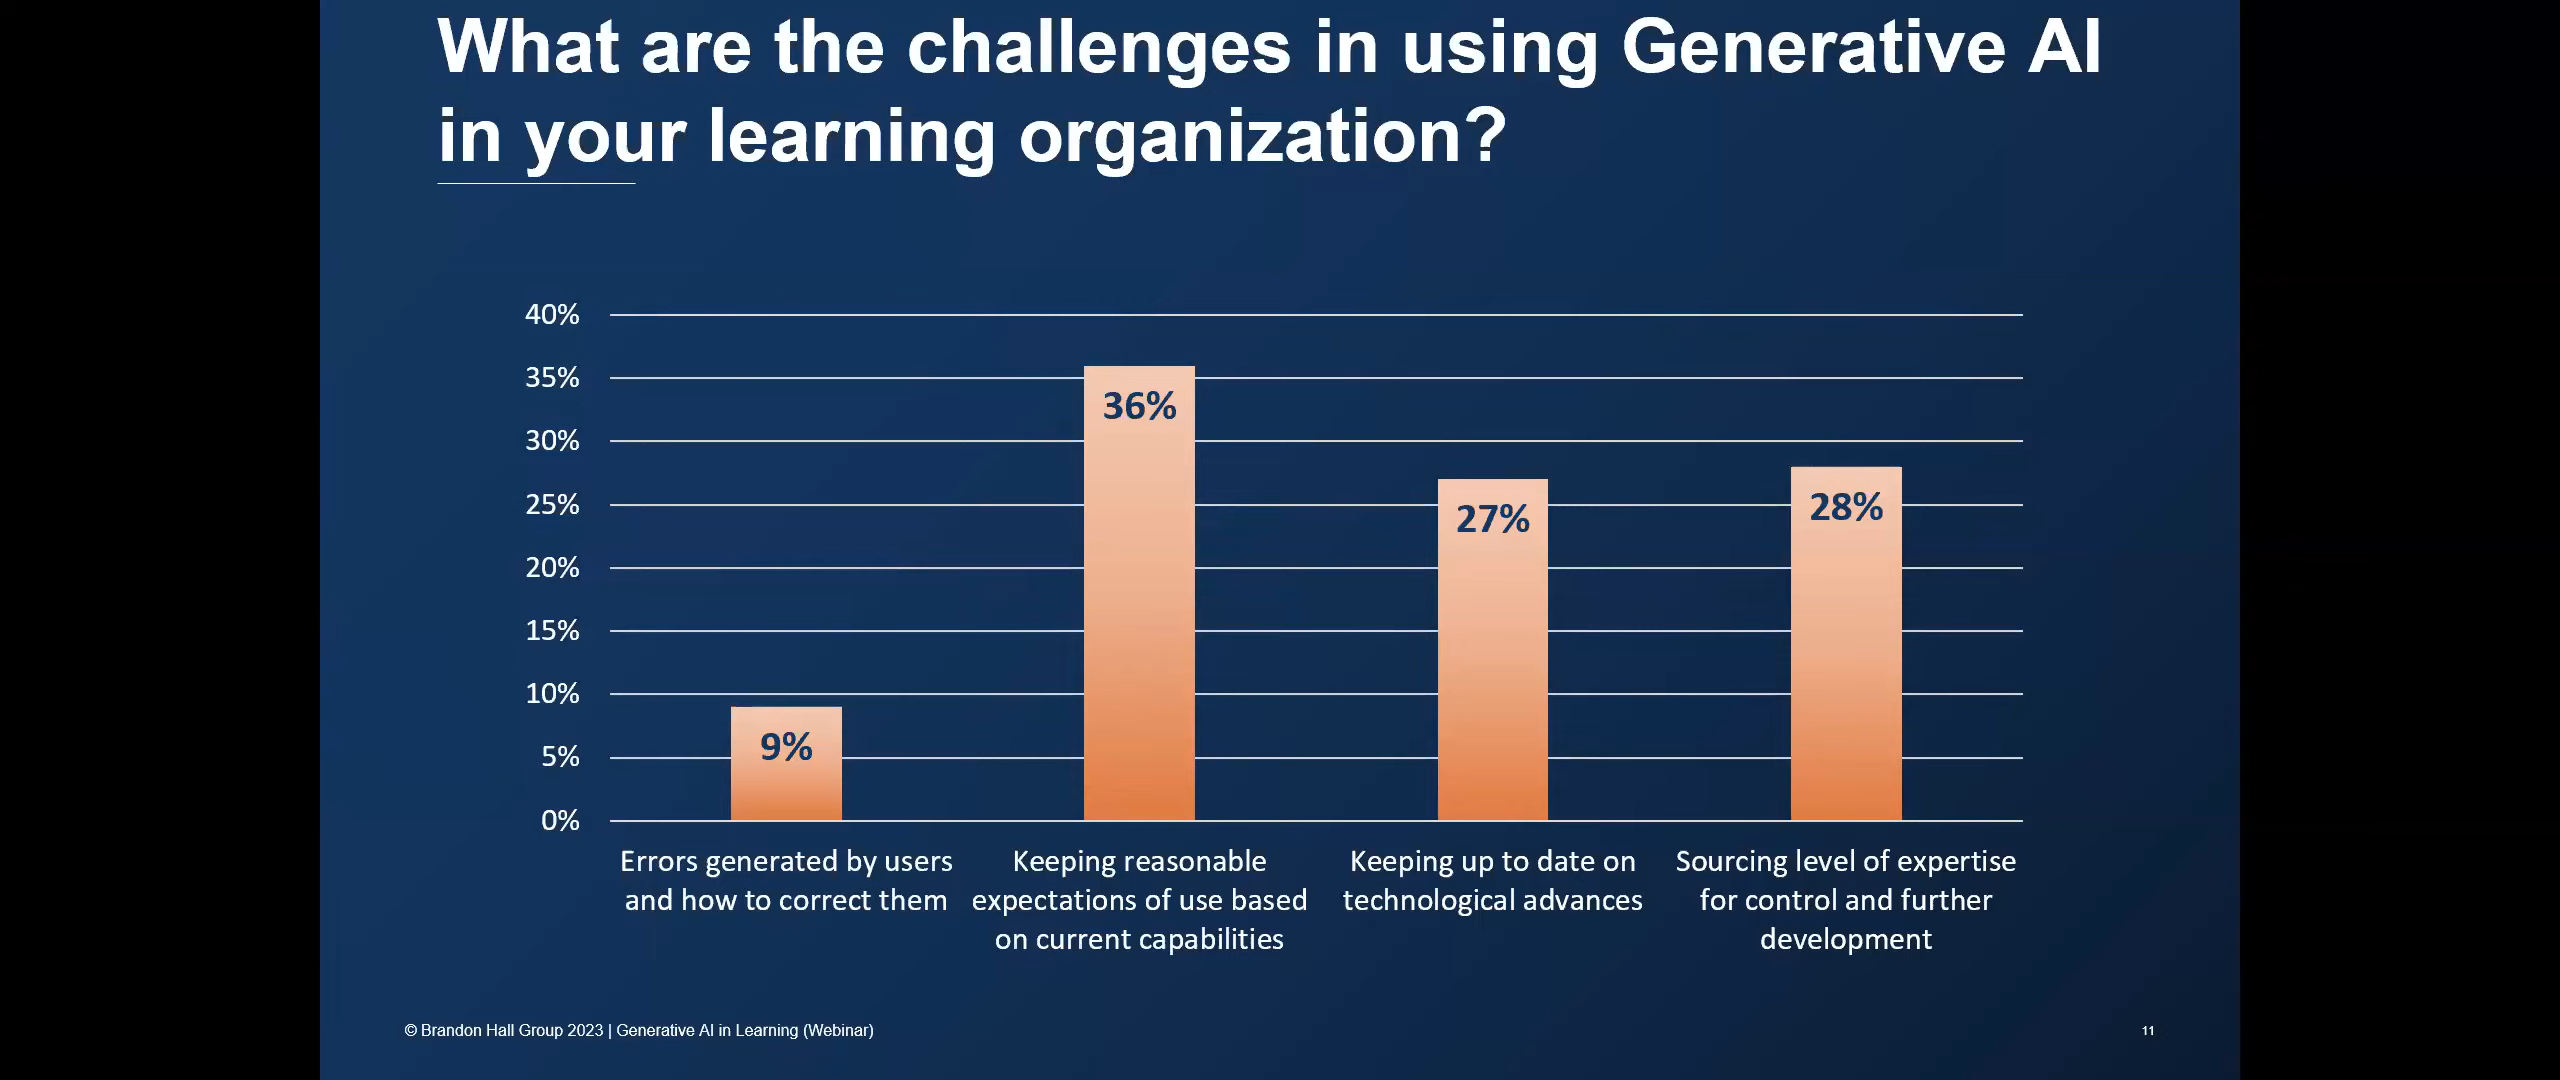 What are the challenges in using Generative AI
in your learning organization?
40%
35%
30%
25%
20%
15%
10%
5%
0%
9%
36%
27%
28%
Errors generated by users
and how to correct them
Keeping reasonable
expectations of use based
on current capabilities
Keeping up to date on
technological advances
Sourcing level of expertise
for control and further
development
© Brandon Hall Group 2023 | Generative AI in Learning (Webinar)
11